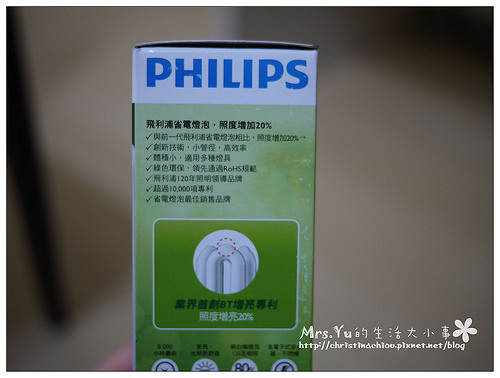 PHILIPS
飛利浦省電燈泡，照度增加20%
✓與前一代飛利浦省電燈泡相比，照度增加20%
✓創新技術，小管徑，高效率
✓體積小，適用多種燈具
✓綠色環保，領先通過RoHS規範
✓飛利浦120年照明領導品牌
✓超過10,000項專利
✓省電燈泡最佳銷售品牌
業界首創BT增亮專利
照度增亮20%
6,000
80
Mrs.Yu的生活大小事
http://christinachiou.pixnet.net/blog